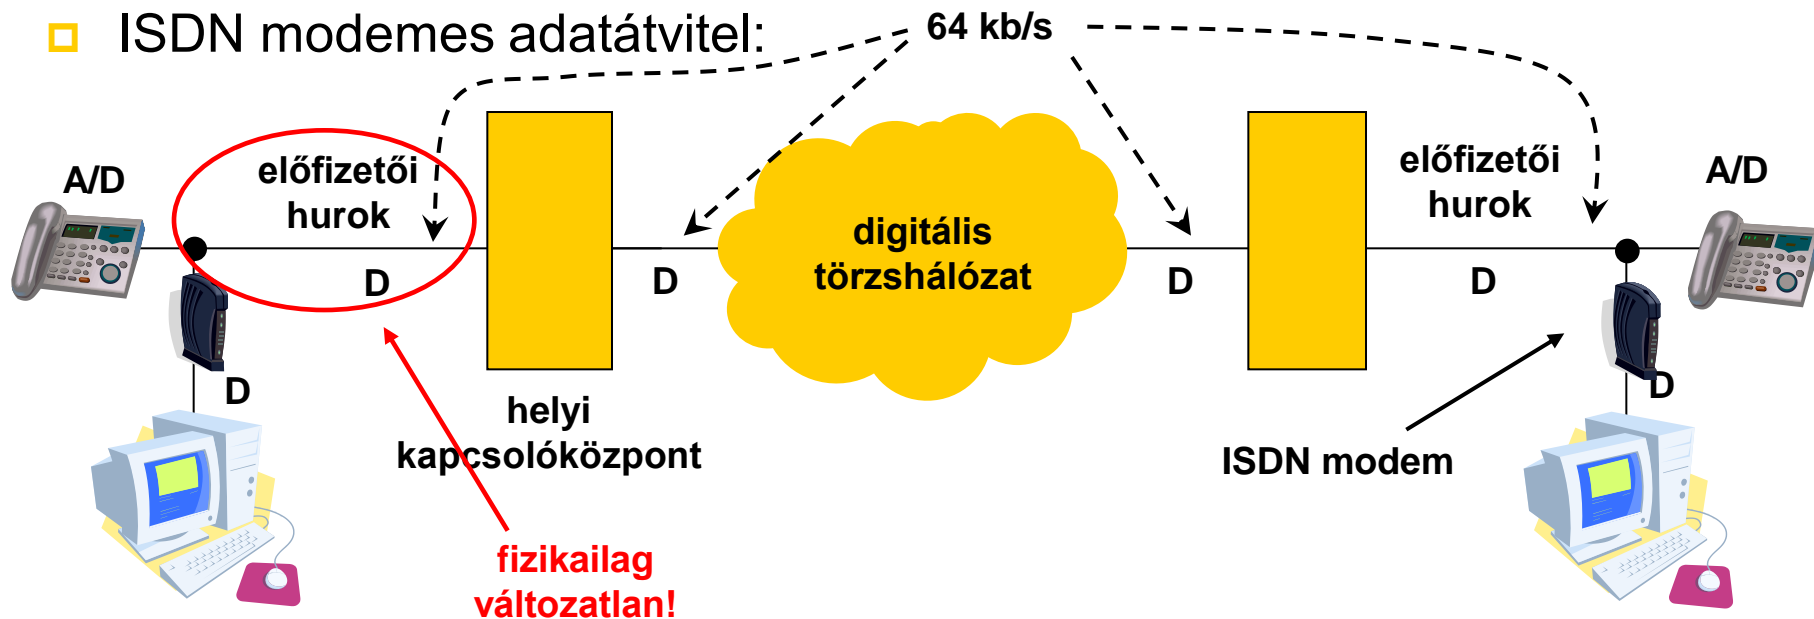 ISDN modemes adatátvitel:
64 kb/s
A/D
előfizetői
hurok
D
D
D
digitális
törzshálózat
D
előfizetői
hurok
D
A/D
D
helyi
kapcsolóközpont
ISDN modem
fizikailag
változatlan!